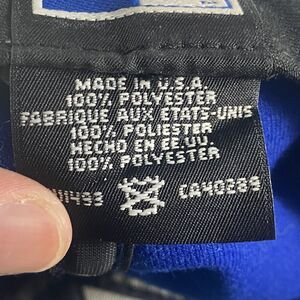 MADE IN U.S.A.
100% POLYESTER
FABRIQUE AUX ETATS-UNIS
100% POLIESTER
HECHO EN EE.UU.
100% POLYESTER
CA40289